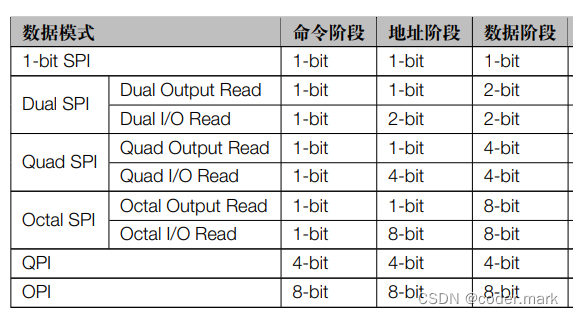 数据模式 命令阶段 地址阶段 数据阶段
1-bit SPI 1-bit 1-bit 1-bit
Dual SPI Dual Output Read 1-bit 1-bit 2-bit
Dual I/O Read 1-bit 2-bit 2-bit
Quad SPI Quad Output Read 1-bit 1-bit 4-bit
Quad I/O Read 1-bit 4-bit 4-bit
Octal SPI Octal Output Read 1-bit 1-bit 8-bit
Octal I/O Read 1-bit 8-bit 8-bit
QPI 4-bit 4-bit 4-bit
OPI 8-bit 8-bit 8-bit
CSDN @coder.mark